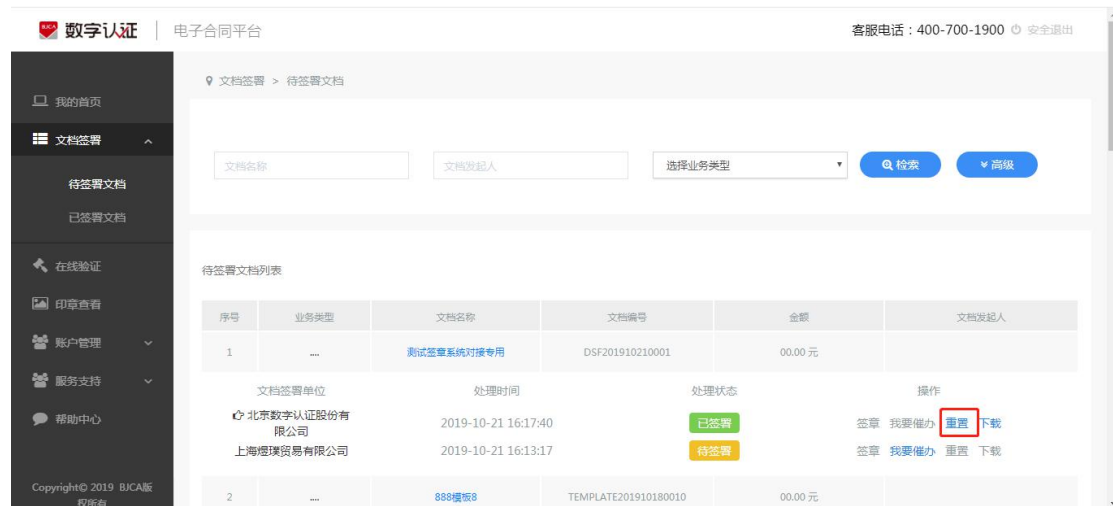 BJCA 数字认证 电子合同平台 客服电话：400-700-1900 安全退出
文档签署 > 待签署文档
我的首页
文档签署
待签署文档
已签署文档
在线验证
印章查看
账户管理
服务支持
帮助中心
Copyright© 2019 BJCA版
权所有
文档名称 文档发起人 选择业务类型 检索 高级
待签署文档列表
序号 业务类型 文档名称 文档编号 金额 文档发起人
1 .... 测试签章系统对接专用 DSF201910210001 00.00 元
文档签署单位 处理时间 处理状态 操作
北京数字认证股份有
限公司
2019-10-21 16:17:40 已签署 签章 我要催办 重置 下载
上海煜璞贸易有限公司 2019-10-21 16:13:17 待签署 签章 我要催办 重置 下载
2 .... 888模板8 TEMPLATE201910180010 00.00 元